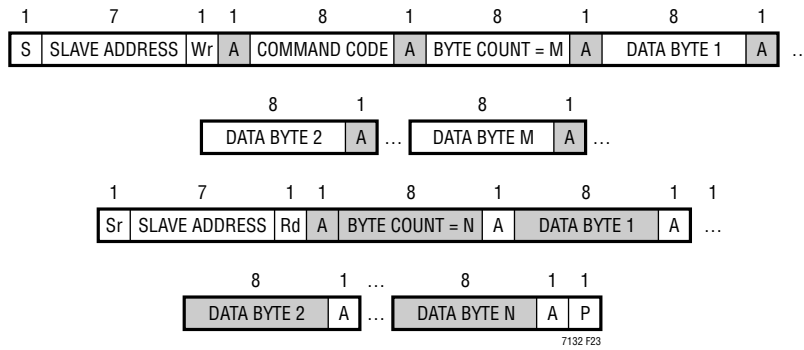 1 7 1 1 8 1 8 1 8 1
S SLAVE ADDRESS Wr A COMMAND CODE A BYTE COUNT = M A DATA BYTE 1 A ..
8 1 8 1
DATA BYTE 2 A … DATA BYTE M A …
1 7 1 1 8 1 8 1 1
Sr SLAVE ADDRESS Rd A BYTE COUNT = N A DATA BYTE 1 A …
8 1 … 8 1 1
DATA BYTE 2 A … DATA BYTE N A P
7132 F23